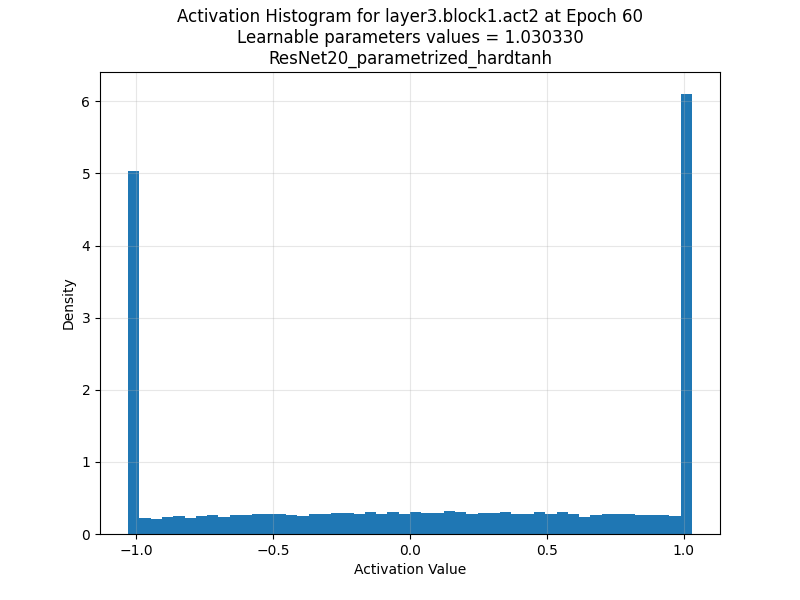 Activation Histogram for layer3.block1.act2 at Epoch 60
Learnable parameters values = 1.030330
ResNet20_parametrized_hardtanh
6
5
4
3
2
1
0
Density
−1.0
−0.5
0.0
0.5
1.0
Activation Value